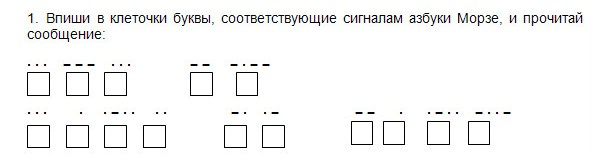 1. Впиши в клеточки буквы, соответствующие сигналам азбуки Морзе, и прочитай
сообщение:
... --- ... -- -.--
... . .-.. .. -. .- -- . .-.. -..-